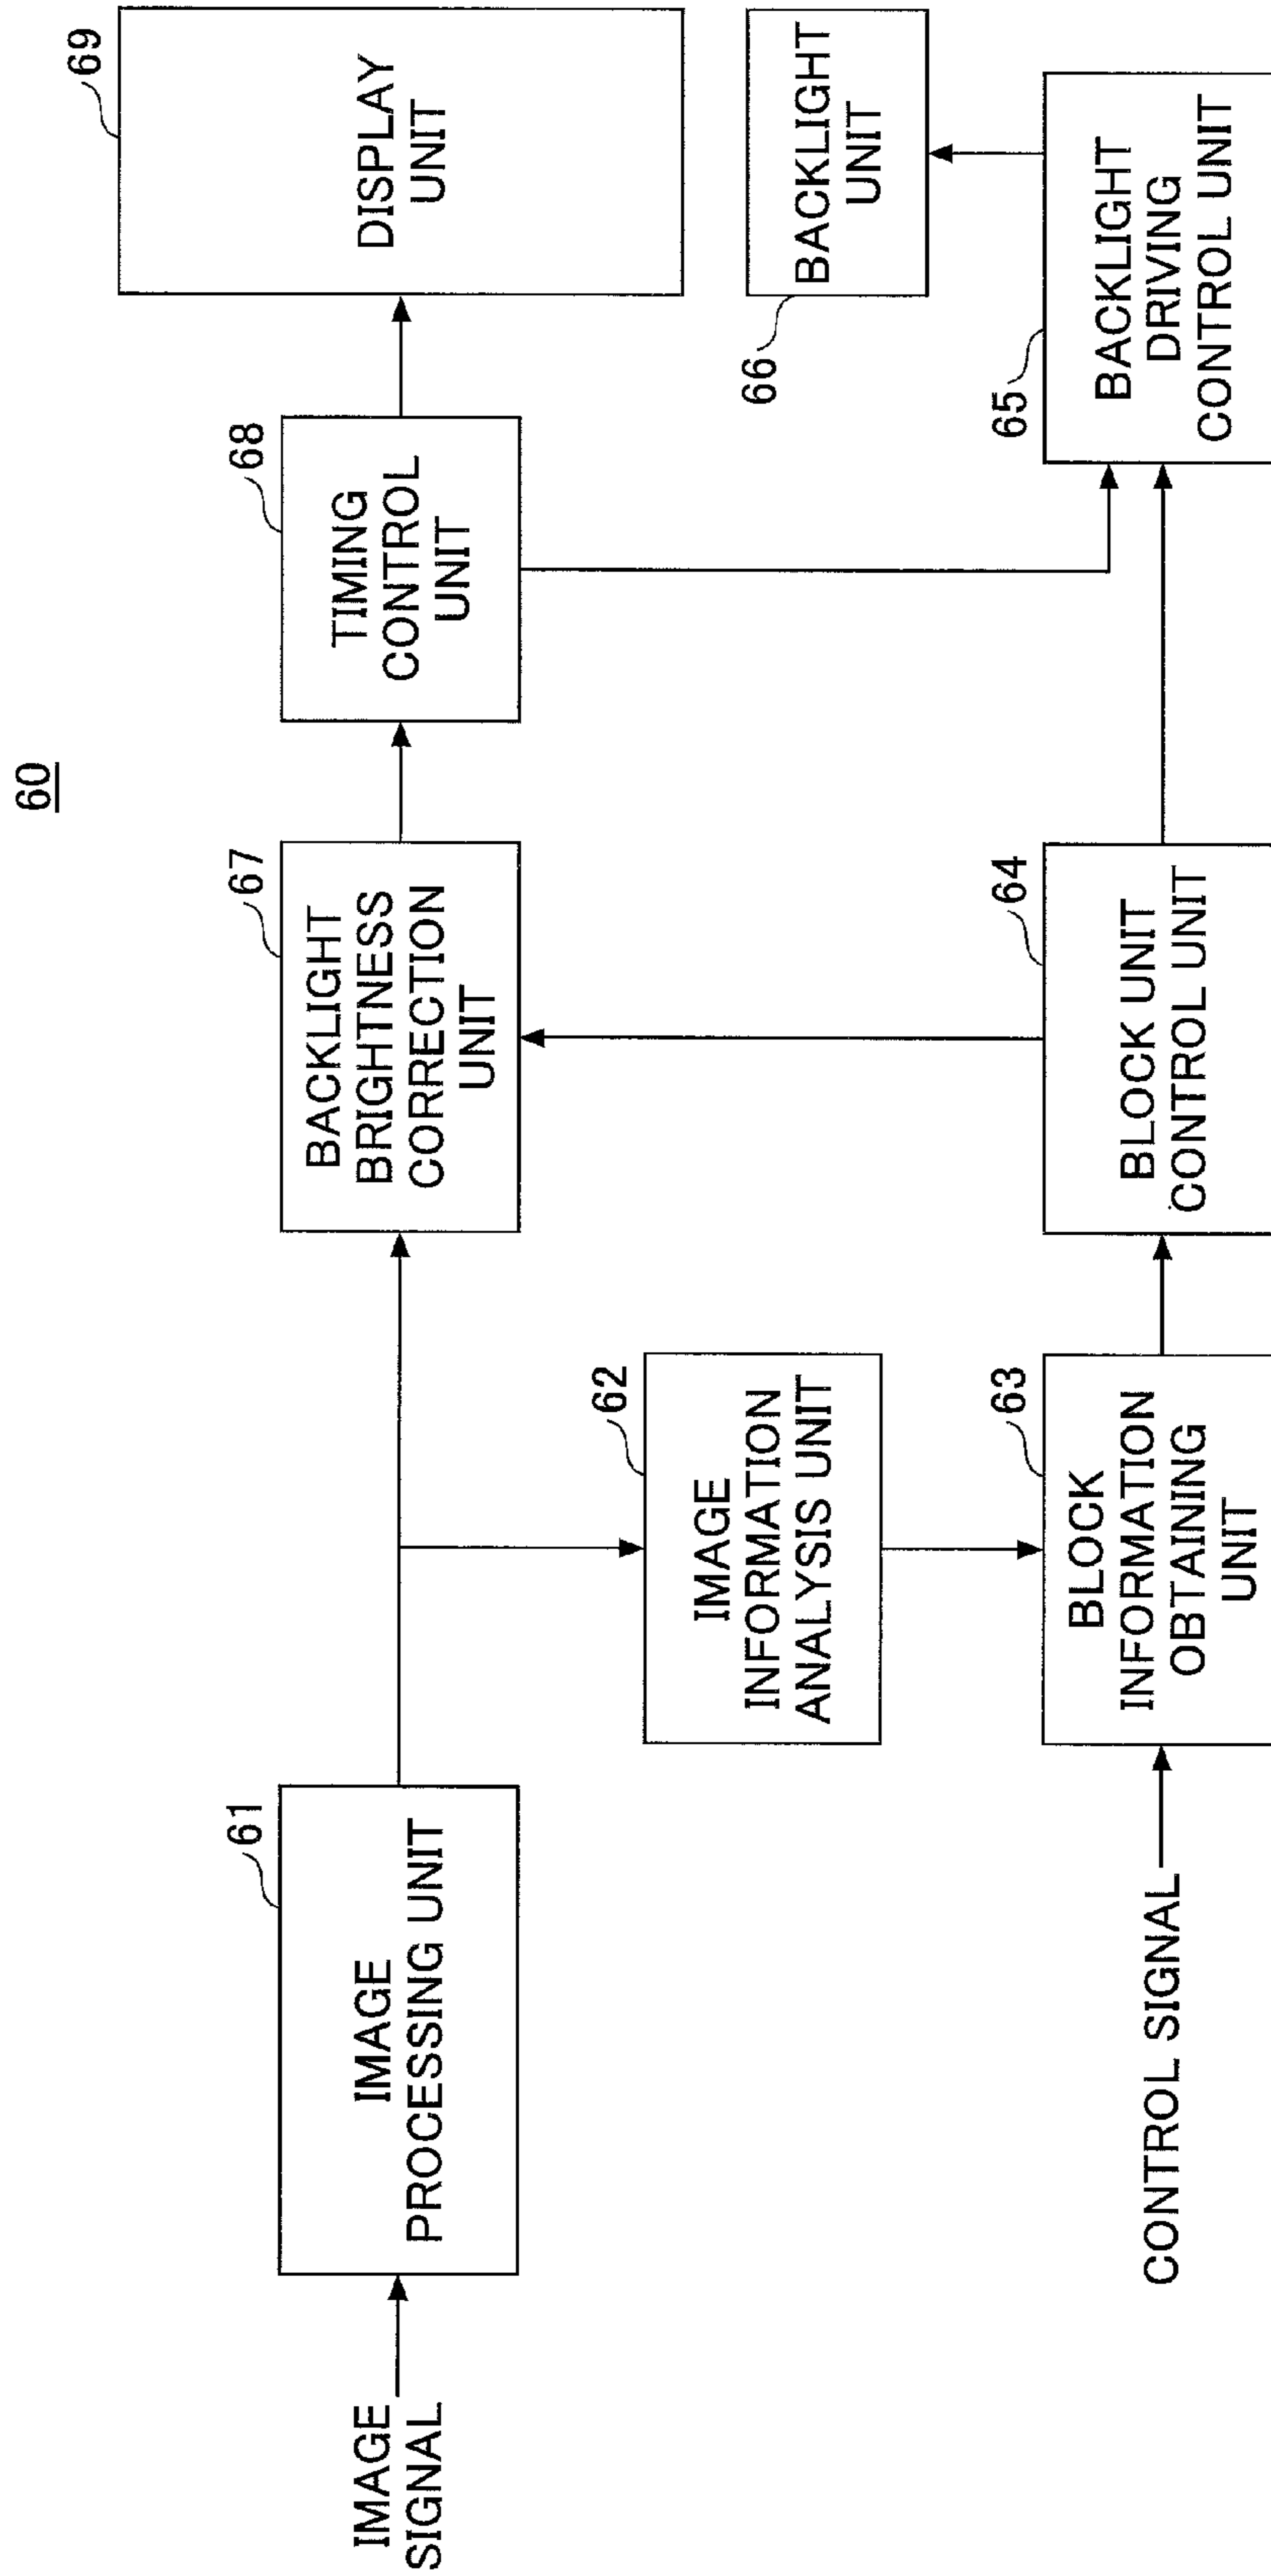 60
IMAGE
SIGNAL
61
IMAGE
PROCESSING UNIT
67
BACKLIGHT
BRIGHTNESS
CORRECTION
UNIT
68
TIMING
CONTROL
UNIT
69
DISPLAY
UNIT
62
IMAGE
INFORMATION
ANALYSIS UNIT
66
BACKLIGHT
UNIT
CONTROL SIGNAL
63
BLOCK
INFORMATION
OBTAINING
UNIT
64
BLOCK UNIT
CONTROL UNIT
65
BACKLIGHT
DRIVING
CONTROL UNIT